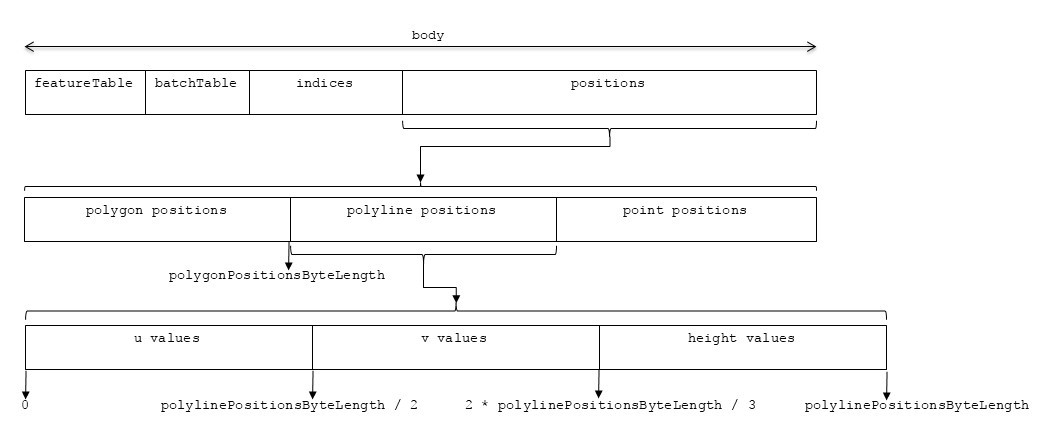 body
featureTable batchTable indices positions
polygon positions polyline positions point positions
polygonPositionsByteLength
u values v values height values
0 polylinePositionsByteLength / 2 2 * polylinePositionsByteLength / 3 polylinePositionsByteLength